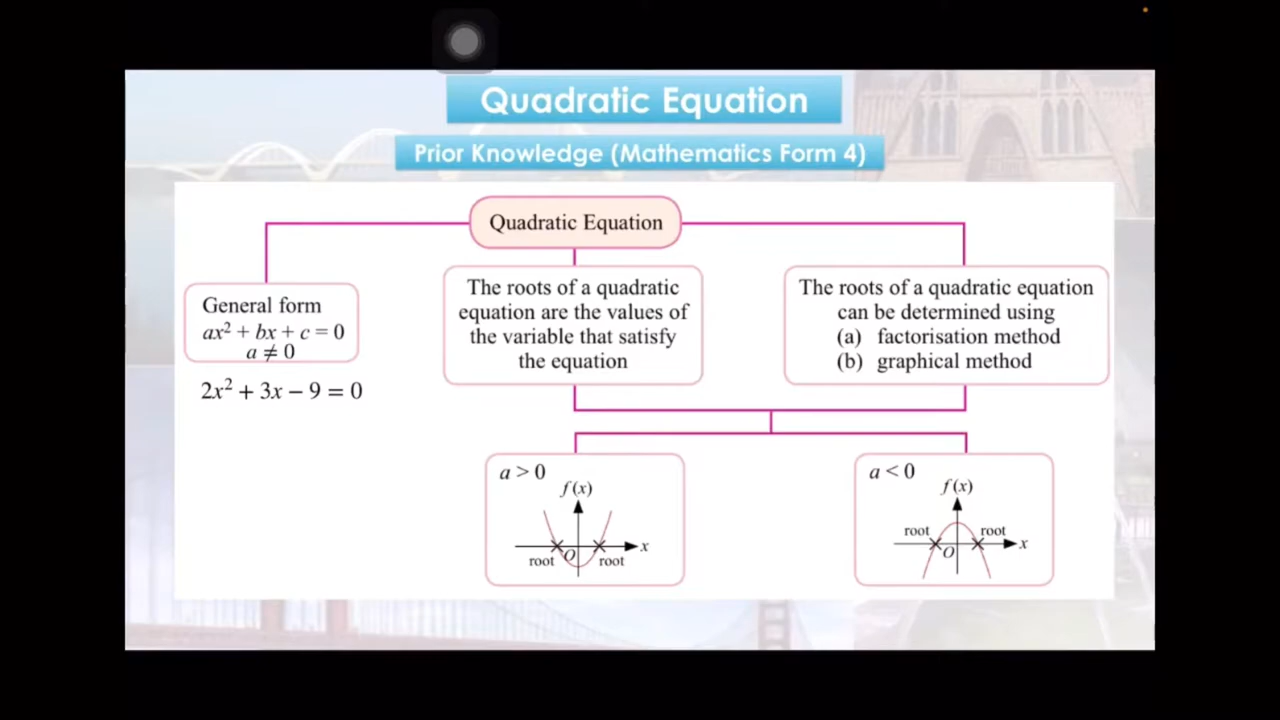 Quadratic Equation
Prior Knowledge (Mathematics Form 4)
Quadratic Equation
General form
ax² + bx + c = 0
a ≠ 0
2x² + 3x − 9 = 0
The roots of a quadratic
equation are the values of
the variable that satisfy
the equation
The roots of a quadratic equation
can be determined using
(a) factorisation method
(b) graphical method
a > 0
f(x)
x
O
root
root
a < 0
f(x)
root
root
x
O